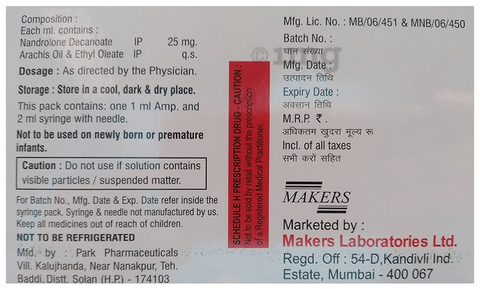 Composition :
Each ml. contains :
Nandrolone Decanoate IP 25 mg.
Arachis Oil & Ethyl Oleate IP q.s.
Dosage : As directed by the Physician.
Storage : Store in a cool, dark & dry place.
This pack contains: one 1 ml Amp. and
2 ml syringe with needle.
Not to be used on newly born or premature
infants.
Caution : Do not use if solution contains
visible particles / suspended matter.
For Batch No., Mfg. Date & Exp. Date refer inside the
syringe pack. Syringe & needle not manufactured by us.
Keep all medicines out of reach of children.
NOT TO BE REFRIGERATED
Mfd. by : Park Pharmaceuticals
Vill. Kalujhanda, Near Nanakpur, Teh.
Baddi, Distt. Solan (H.P.) - 174103
SCHEDULE H PRESCRIPTION DRUG - CAUTION :
Not to be sold by retail without the prescription
of a Registered Medical Practitioner.
1mg
Mfg. Lic. No. : MB/06/451 & MNB/06/450
Batch No. :
घान संख्या
Mfg. Date :
उत्पादन तिथि
Expiry Date :
अवसान तिथि
M.R.P. ₹ .
अधिकतम खुदरा मूल्य रू
Incl. of all taxes
सभी करों सहित
MAKERS
Marketed by :
Makers Laboratories Ltd.
Regd. Off : 54-D,Kandivli Ind.
Estate, Mumbai - 400 067